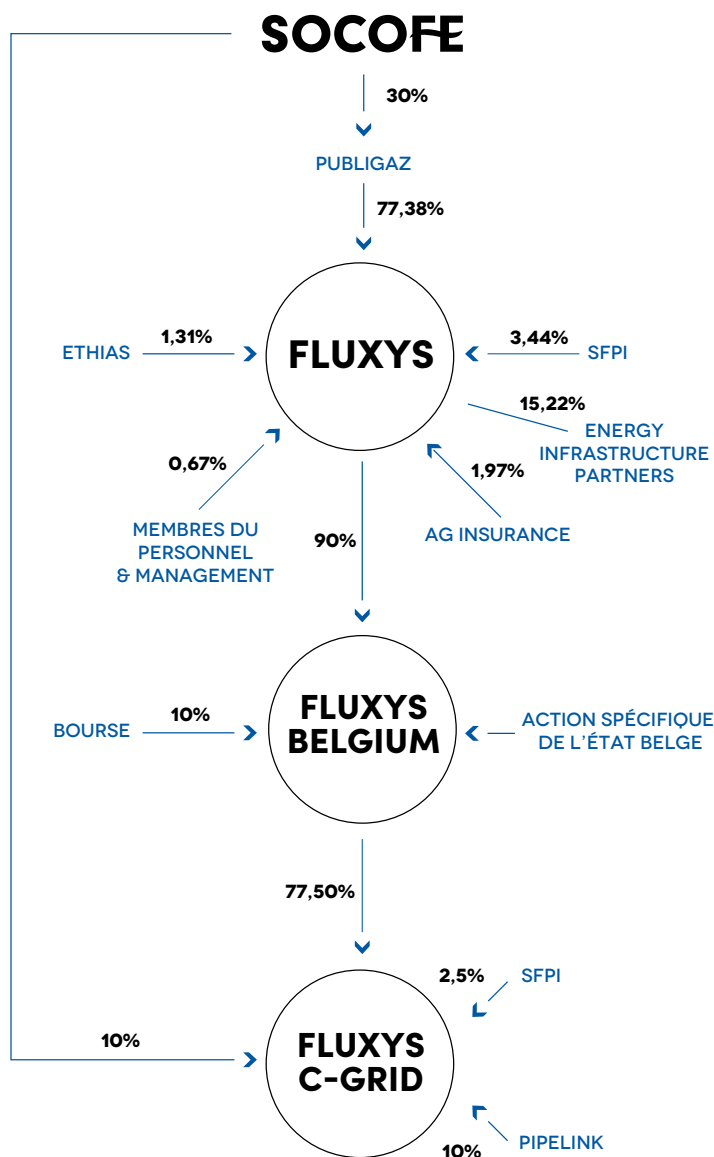 SOCOFE
30%
PUBLIGAZ
77,38%
ETHIAS
1,31%
FLUXYS
3,44%
SFPI
15,22%
ENERGY
INFRASTRUCTURE
PARTNERS
0,67%
1,97%
MEMBRES DU
PERSONNEL
& MANAGEMENT
AG INSURANCE
90%
BOURSE
10%
FLUXYS
BELGIUM
ACTION SPÉCIFIQUE
DE L'ÉTAT BELGE
77,50%
2,5%
SFPI
10%
FLUXYS
C-GRID
10%
PIPELINK